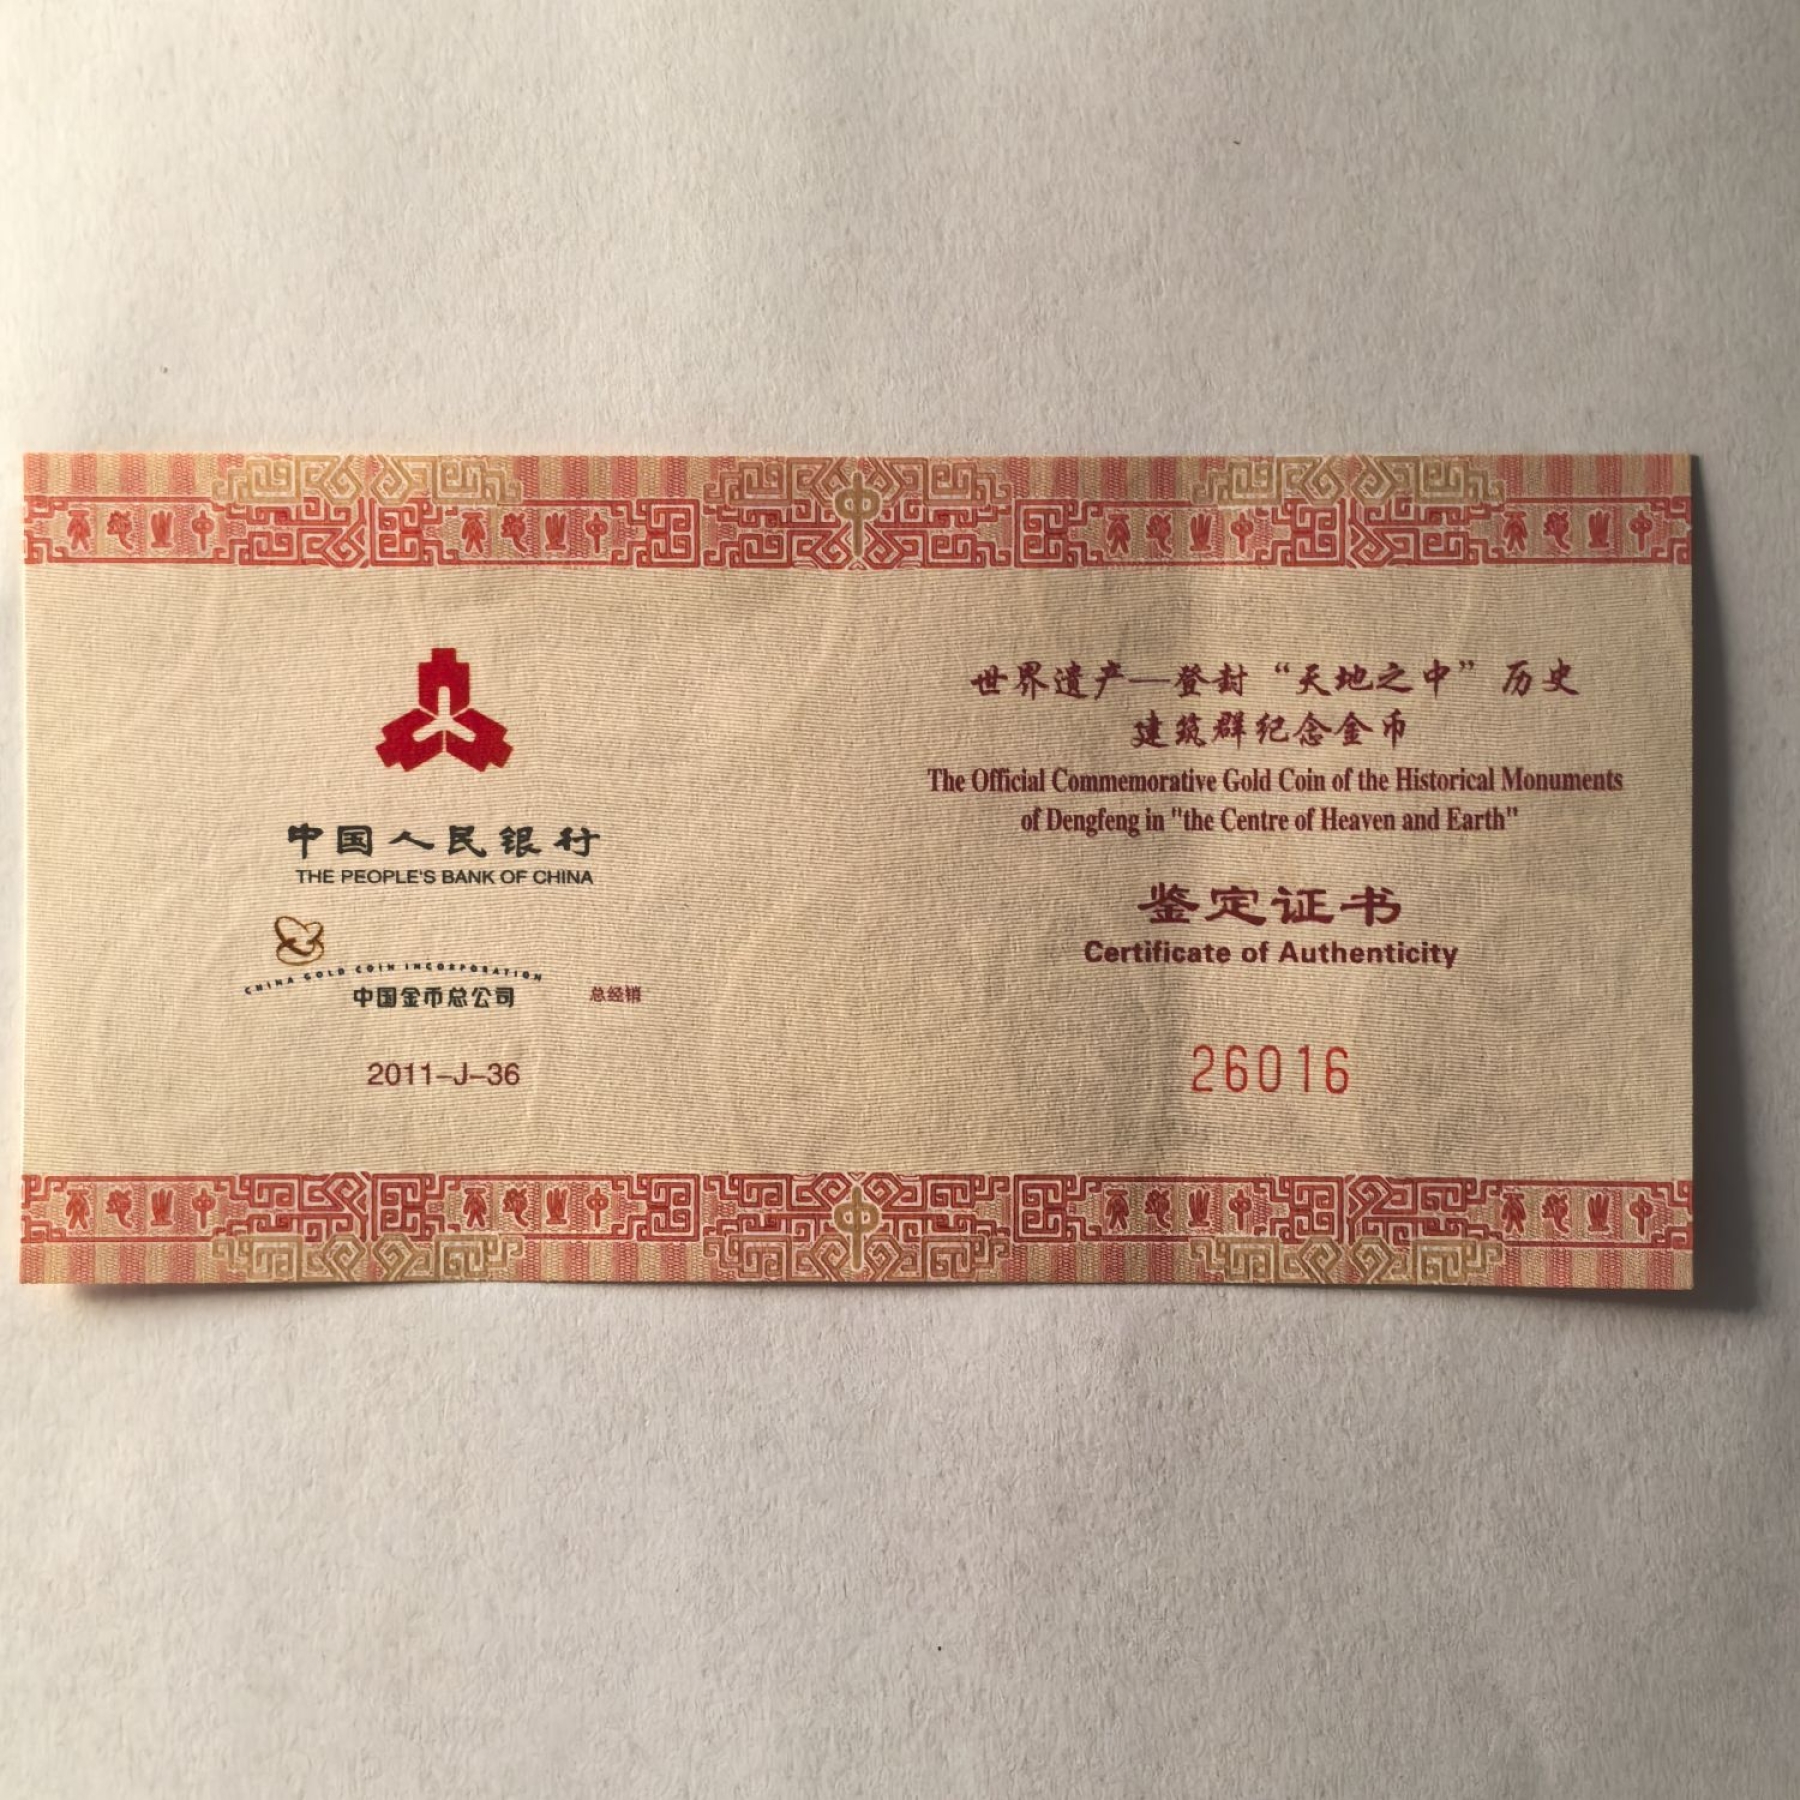 中国人民银行
THE PEOPLE'S BANK OF CHINA
CHINA GOLD COIN INCORPORATION
中国金币总公司 总经销
2011-J-36
世界遗产—登封“天地之中”历史
建筑群纪念金币
The Official Commemorative Gold Coin of the Historical Monuments
of Dengfeng in "the Centre of Heaven and Earth"
鉴定证书
Certificate of Authenticity
26016